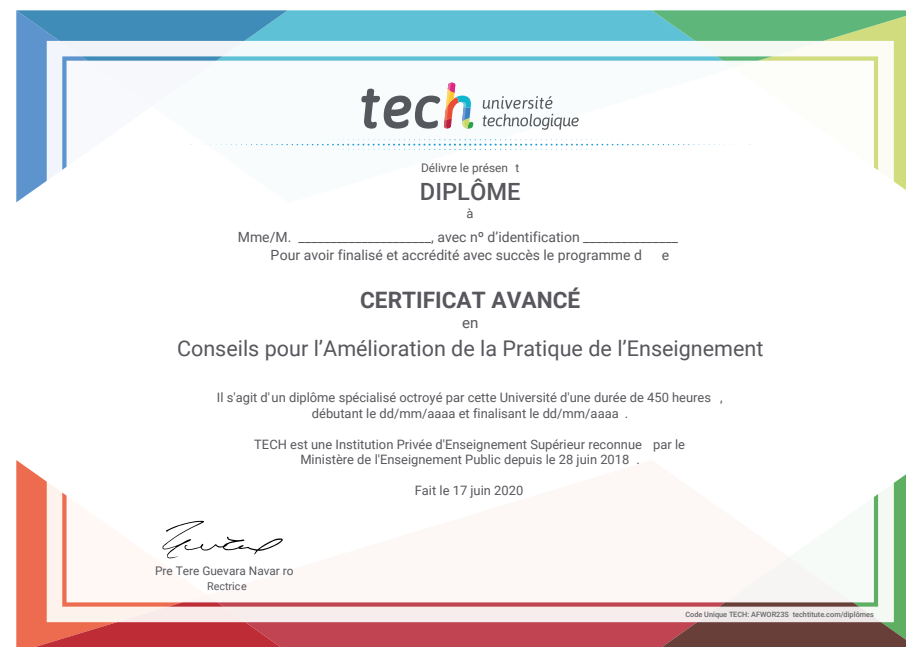 tech université
technologique
Délivre le présen t
DIPLÔME
à
Mme/M. _____________________, avec nº d’identification _______________
Pour avoir finalisé et accrédité avec succès le programme d e
CERTIFICAT AVANCÉ
en
Conseils pour l’Amélioration de la Pratique de l’Enseignement
Il s'agit d'un diplôme spécialisé octroyé par cette Université d'une durée de 450 heures ,
débutant le dd/mm/aaaa et finalisant le dd/mm/aaaa .
TECH est une Institution Privée d'Enseignement Supérieur reconnue par le
Ministère de l'Enseignement Public depuis le 28 juin 2018 .
Fait le 17 juin 2020
Pre Tere Guevara Navar ro
Rectrice
Code Unique TECH: AFWOR23S techtitute.com/diplômes